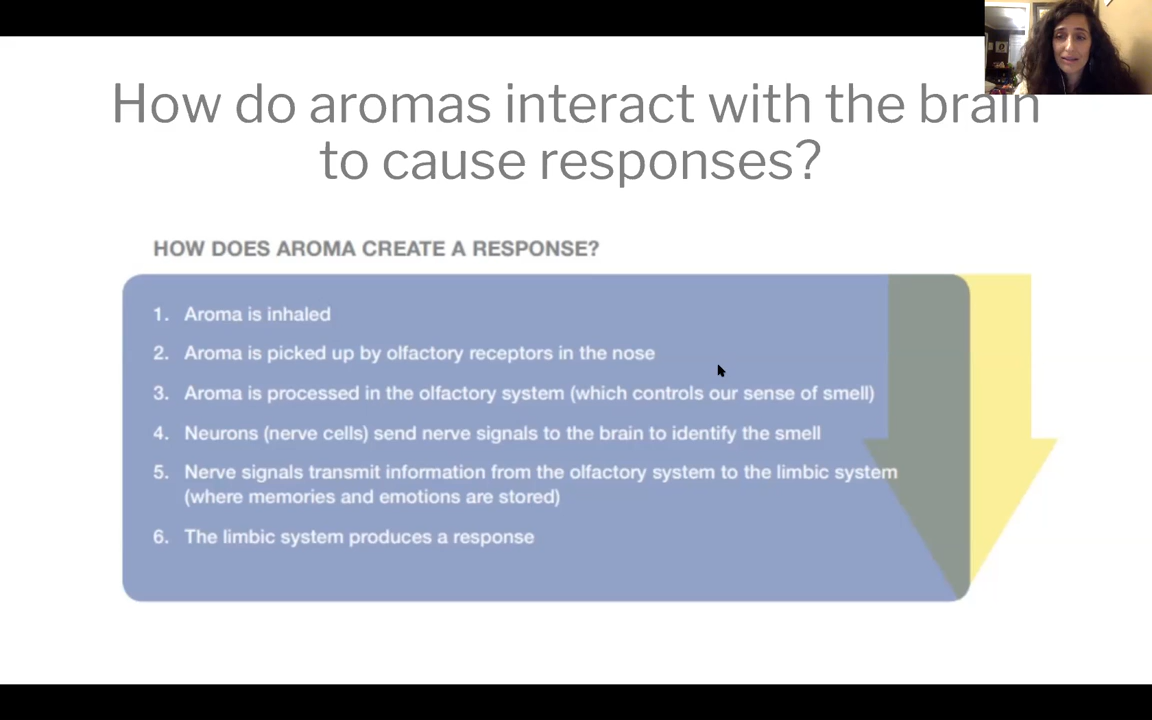 How do aromas interact with the brain
to cause responses?
HOW DOES AROMA CREATE A RESPONSE?
1. Aroma is inhaled
2. Aroma is picked up by olfactory receptors in the nose
3. Aroma is processed in the olfactory system (which controls our sense of smell)
4. Neurons (nerve cells) send nerve signals to the brain to identify the smell
5. Nerve signals transmit information from the olfactory system to the limbic system
(where memories and emotions are stored)
6. The limbic system produces a response